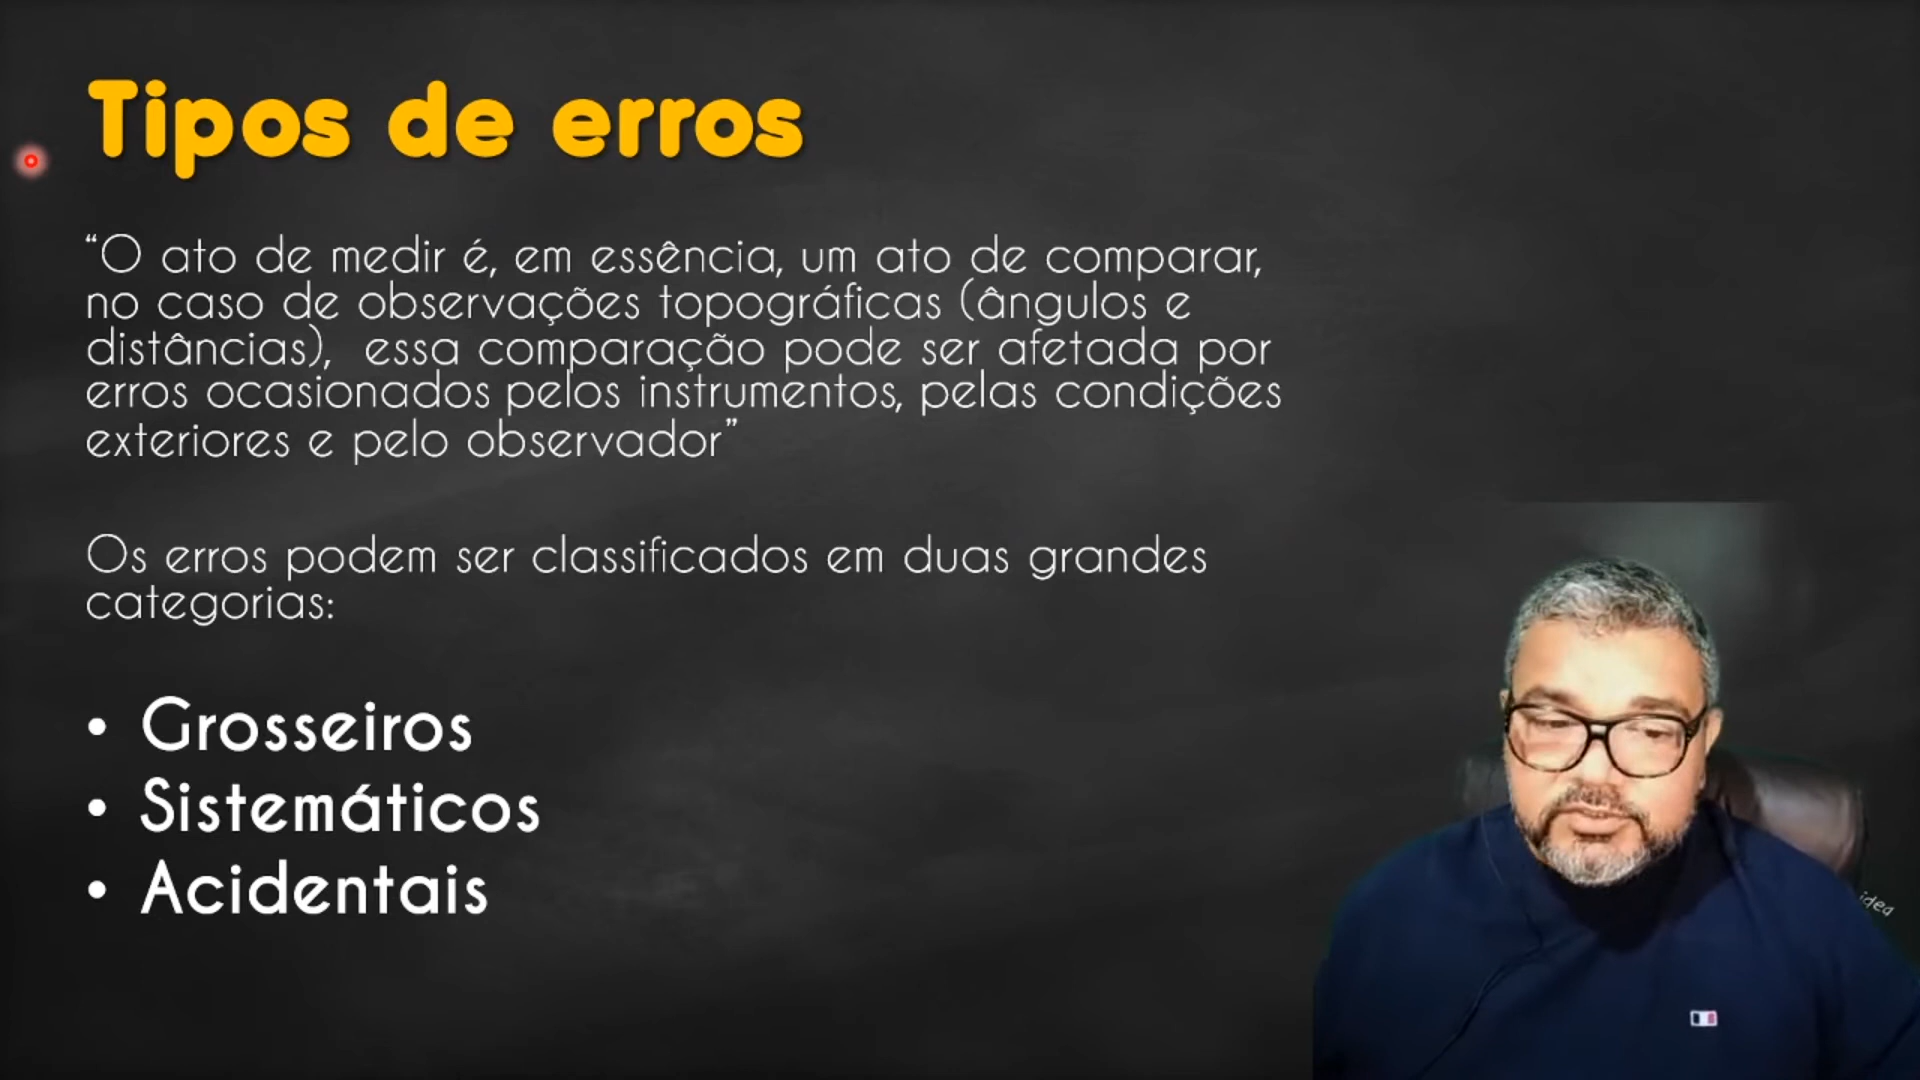 Tipos de erros
“O ato de medir é, em essência, um ato de comparar,
no caso de observações topográficas (ângulos e
distâncias), essa comparação pode ser afetada por
erros ocasionados pelos instrumentos, pelas condições
exteriores e pelo observador”
Os erros podem ser classificados em duas grandes
categorias:
• Grosseiros
• Sistemáticos
• Acidentais
idea